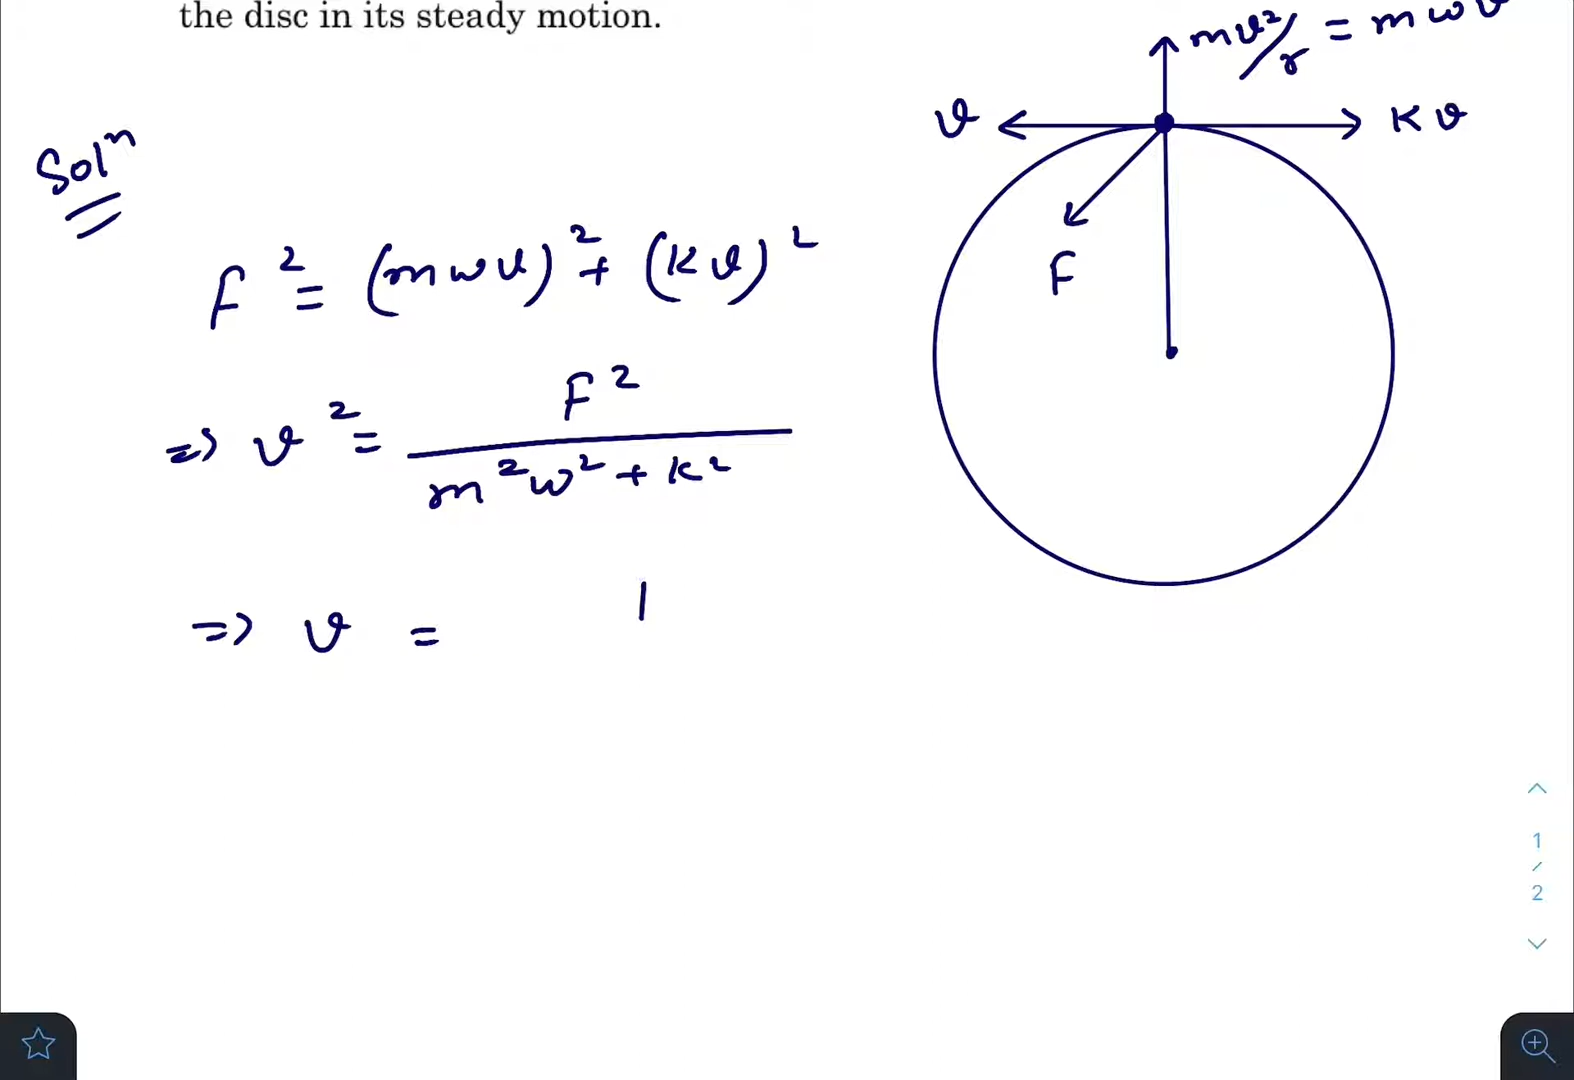 the disc in its steady motion.
mv²/r = mωv
v
Kv
Solⁿ
F
F² = (mωv)² + (Kv)²
⇒ v² = F² / m²ω² + K²
⇒ v =
1
/
2